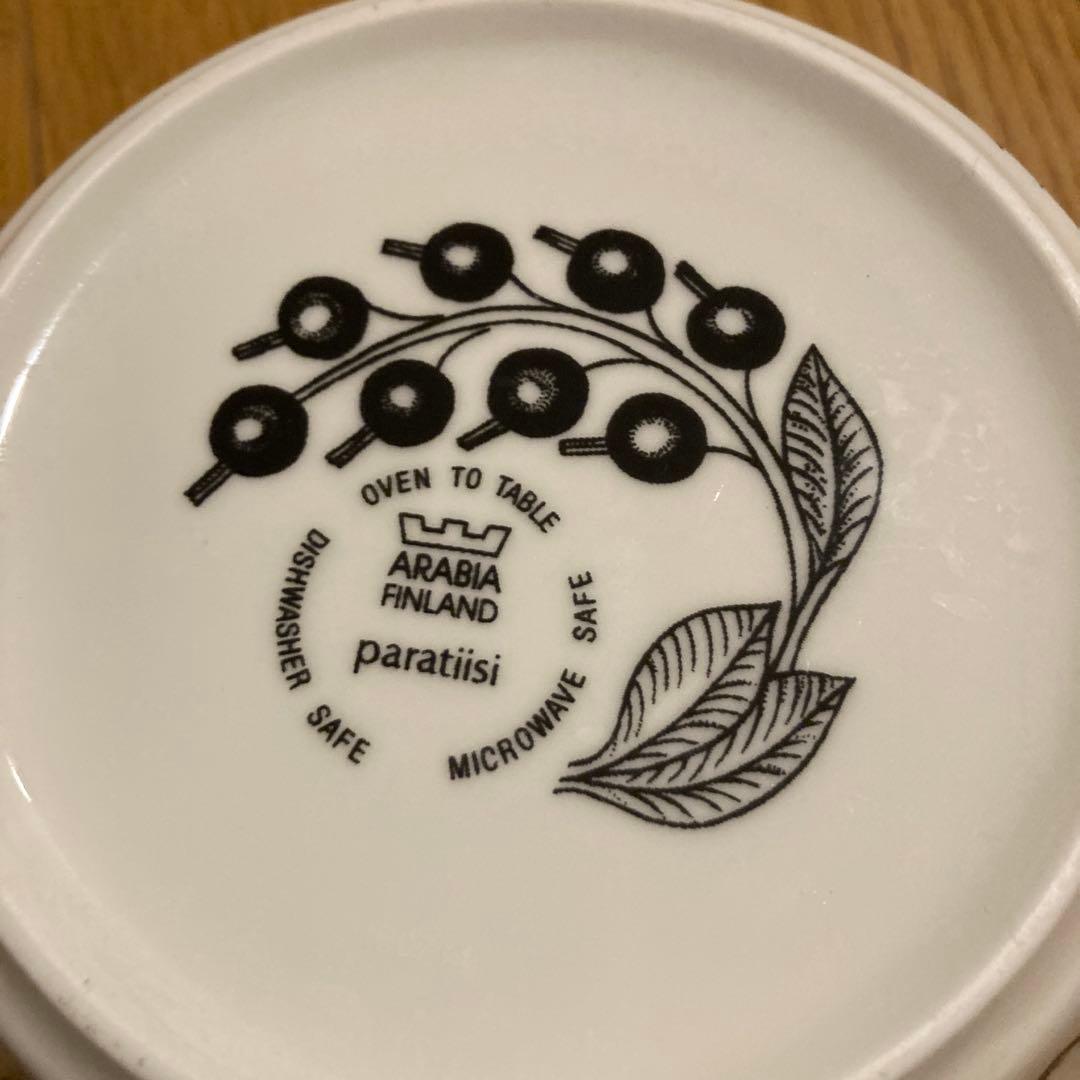 OVEN TO TABLE
ARABIA
FINLAND
paratiisi
DISHWASHER SAFE
MICROWAVE SAFE